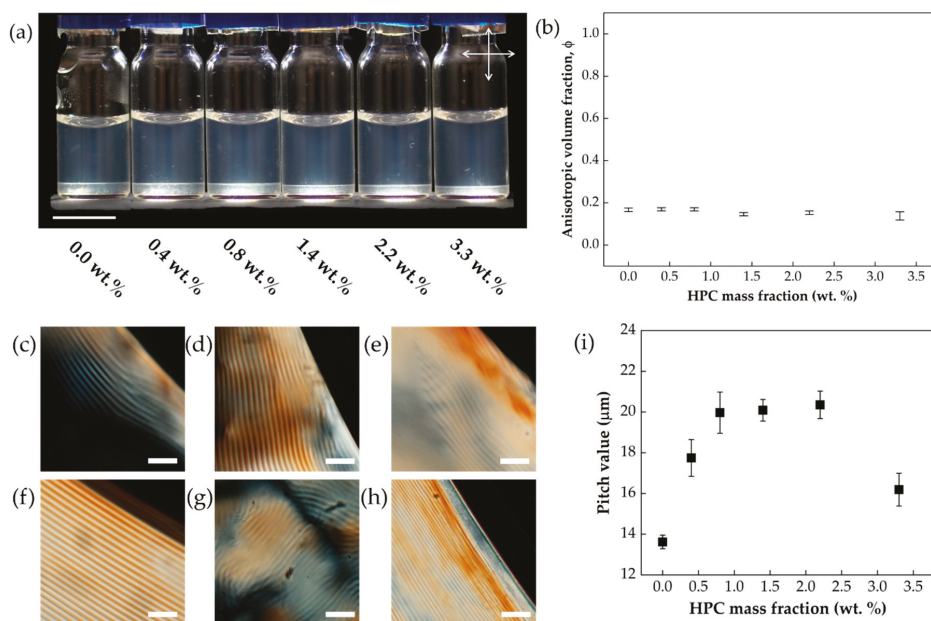 (a)
0.0 wt.%
0.4 wt.%
0.8 wt.%
1.4 wt.%
2.2 wt.%
3.3 wt.%
(b)
Anisotropic volume fraction, ϕ
1.0
0.8
0.6
0.4
0.2
0.0
0.0 0.5 1.0 1.5 2.0 2.5 3.0 3.5
HPC mass fraction (wt. %)
(c)
(d)
(e)
(f)
(g)
(h)
(i)
Pitch value (μm)
24
22
20
18
16
14
12
0.0 0.5 1.0 1.5 2.0 2.5 3.0 3.5
HPC mass fraction (wt. %)